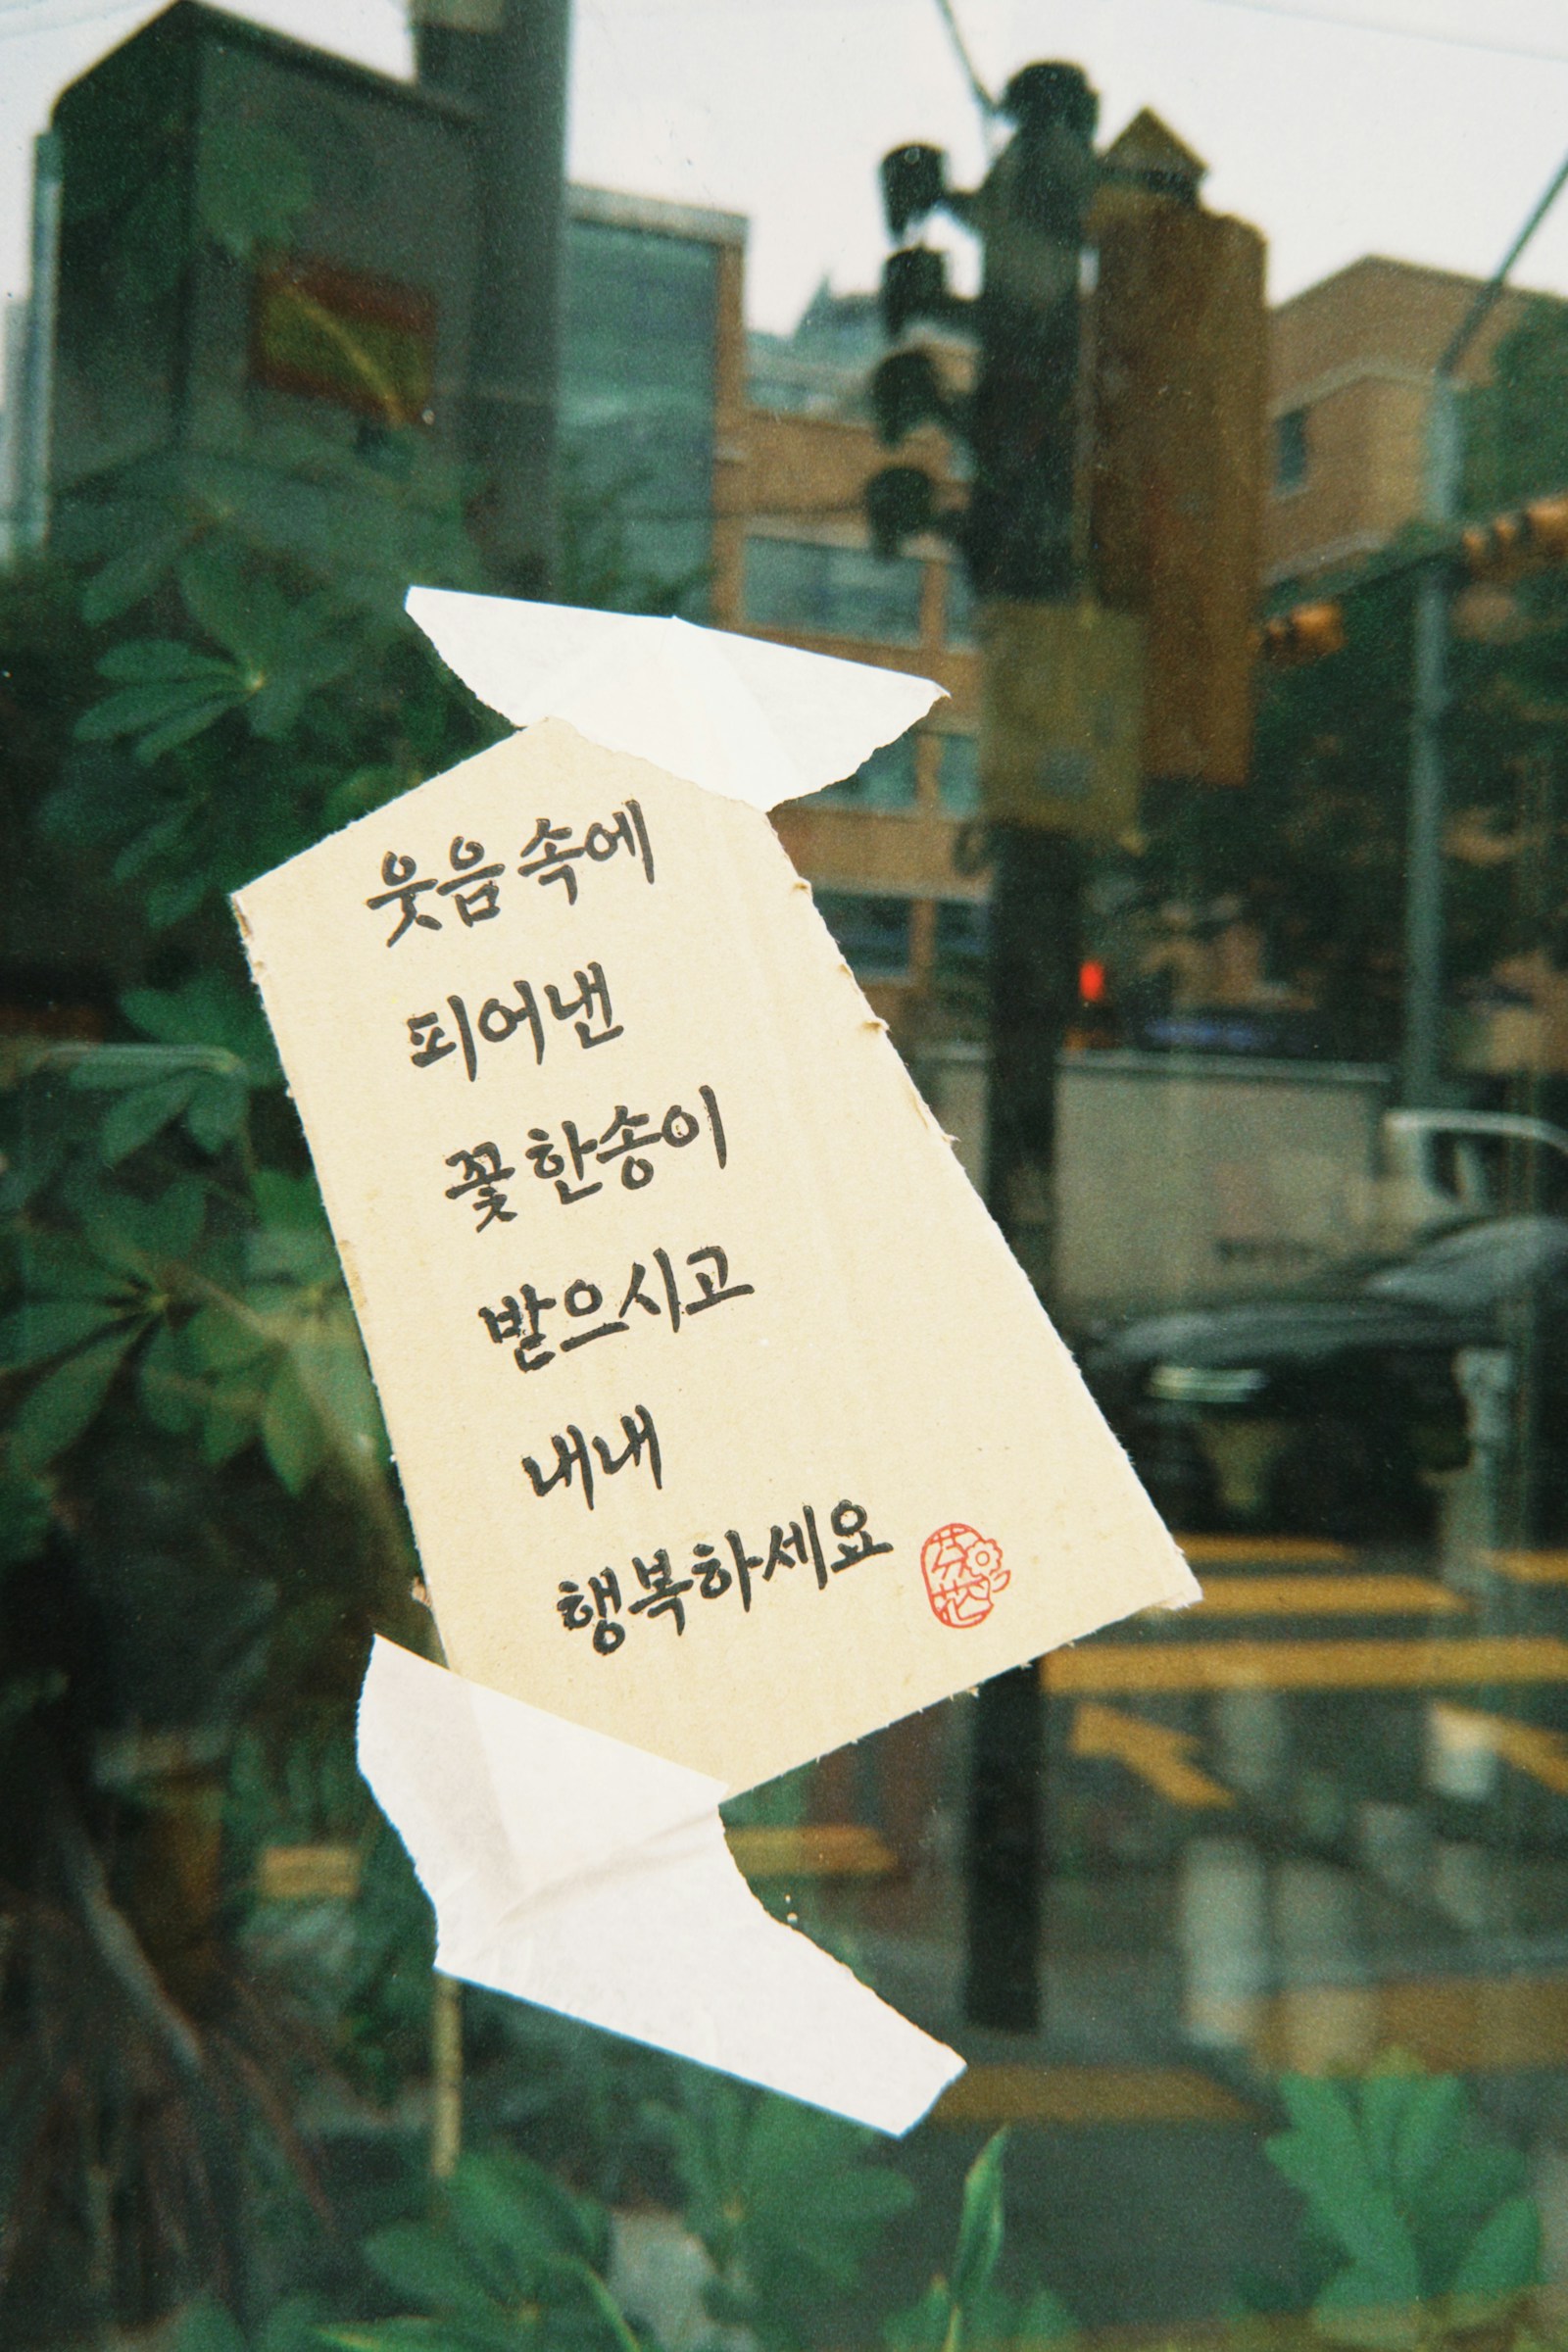 웃음 속에
피어낸
꽃 한송이
받으시고
내내
행복하세요